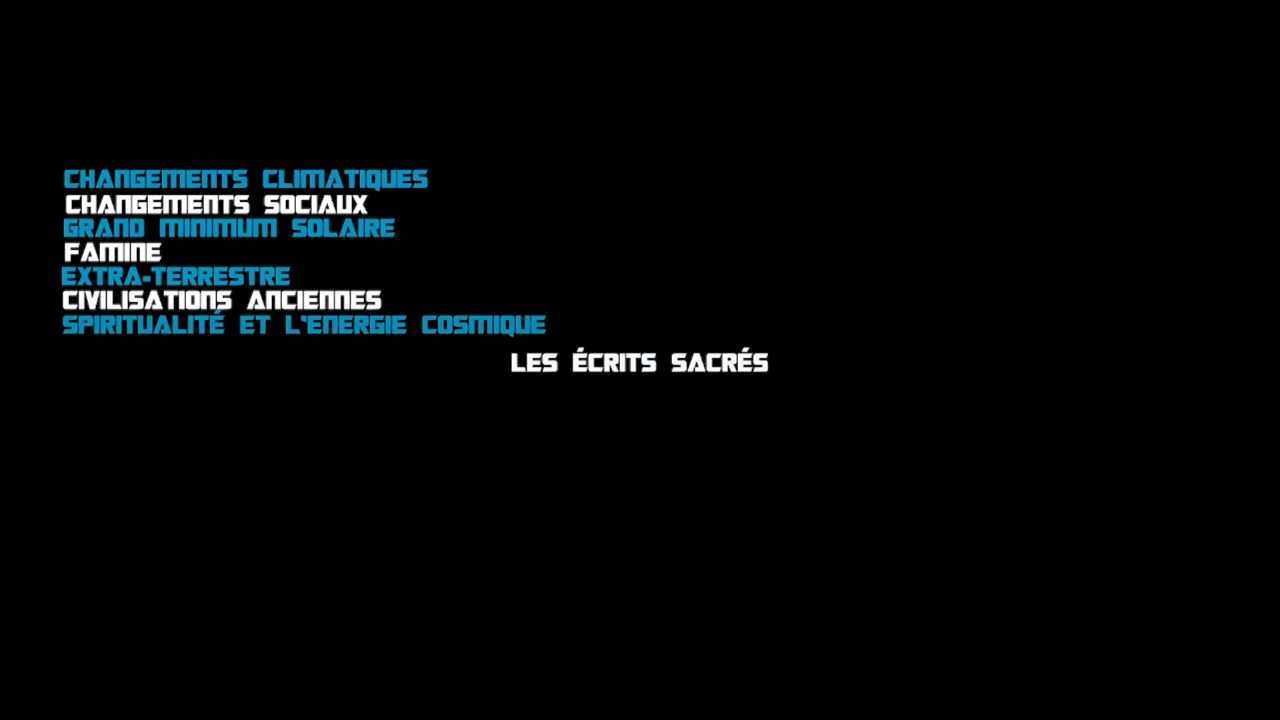 CHANGEMENTS CLIMATIQUES
CHANGEMENTS SOCIAUX
GRAND MINIMUM SOLAIRE
FAMINE
EXTRA-TERRESTRE
CIVILISATIONS ANCIENNES
SPIRITUALITÉ ET L'ENERGIE COSMIQUE
LES ÉCRITS SACRÉS